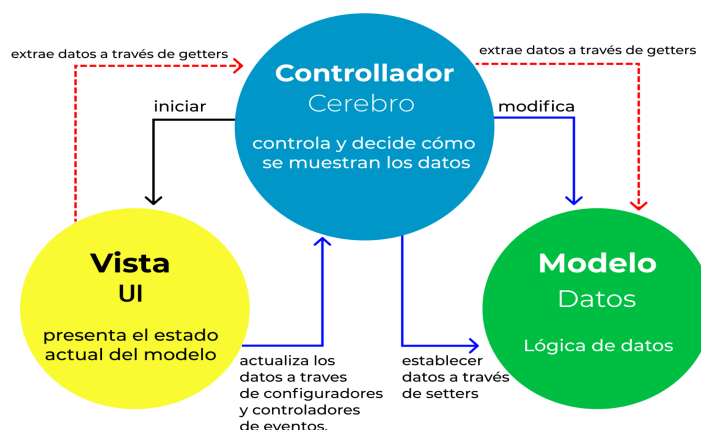 extrae datos a través de getters
extrae datos a través de getters
Controllador
Cerebro
controla y decide cómo
se muestran los datos
iniciar
modifica
Vista
UI
presenta el estado
actual del modelo
Modelo
Datos
Lógica de datos
actualiza los
datos a traves
de configuradores
y controladores
de eventos.
establecer
datos a través
de setters